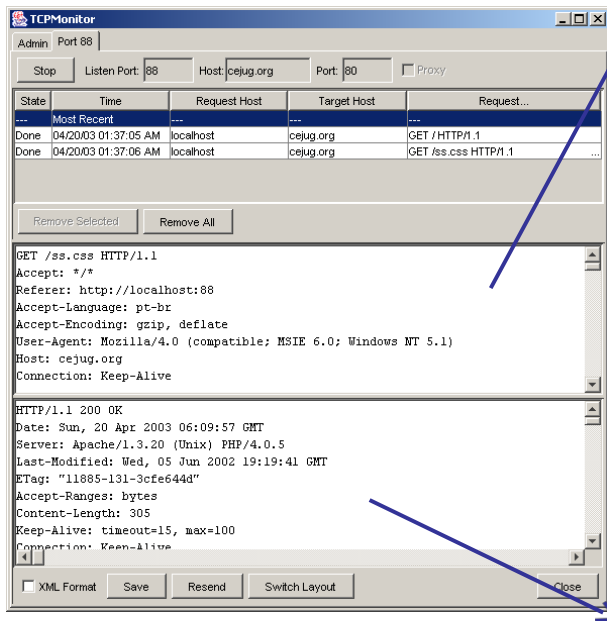 TCPMonitor
Admin Port 88
Stop Listen Port: 88 Host: cejug.org Port: 80 Proxy
State Time Request Host Target Host Request...
--- Most Recent --- --- ---
Done 04/20/03 01:37:05 AM localhost cejug.org GET / HTTP/1.1
Done 04/20/03 01:37:06 AM localhost cejug.org GET /ss.css HTTP/1.1 ...
Remove Selected Remove All
GET /ss.css HTTP/1.1
Accept: */*
Referer: http://localhost:88
Accept-Language: pt-br
Accept-Encoding: gzip, deflate
User-Agent: Mozilla/4.0 (compatible; MSIE 6.0; Windows NT 5.1)
Host: cejug.org
Connection: Keep-Alive
HTTP/1.1 200 OK
Date: Sun, 20 Apr 2003 06:09:57 GMT
Server: Apache/1.3.20 (Unix) PHP/4.0.5
Last-Modified: Wed, 05 Jun 2002 19:19:41 GMT
ETag: "11885-131-3cfe644d"
Accept-Ranges: bytes
Content-Length: 305
Keep-Alive: timeout=15, max=100
Connection: Keep-Alive
XML Format Save Resend Switch Layout Close